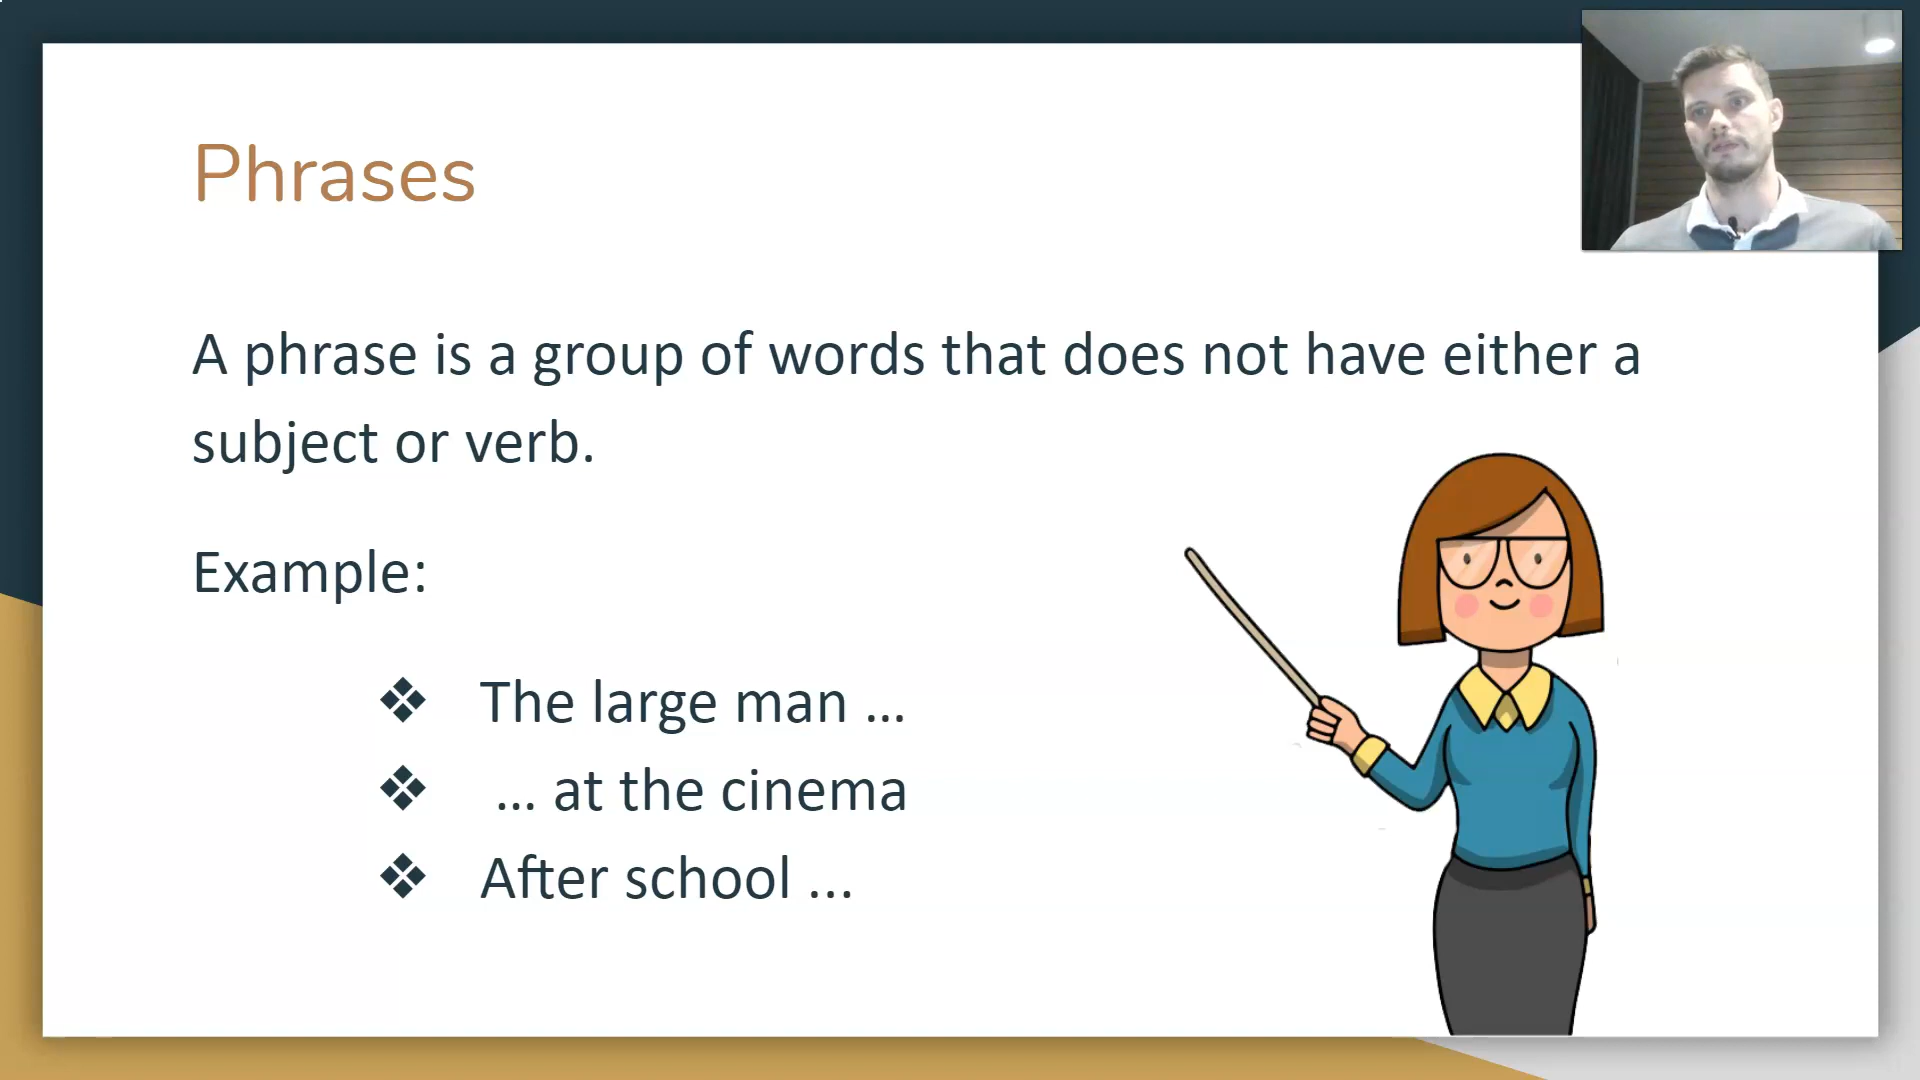 Phrases
A phrase is a group of words that does not have either a
subject or verb.
Example:
❖ The large man ...
❖ ... at the cinema
❖ After school ...